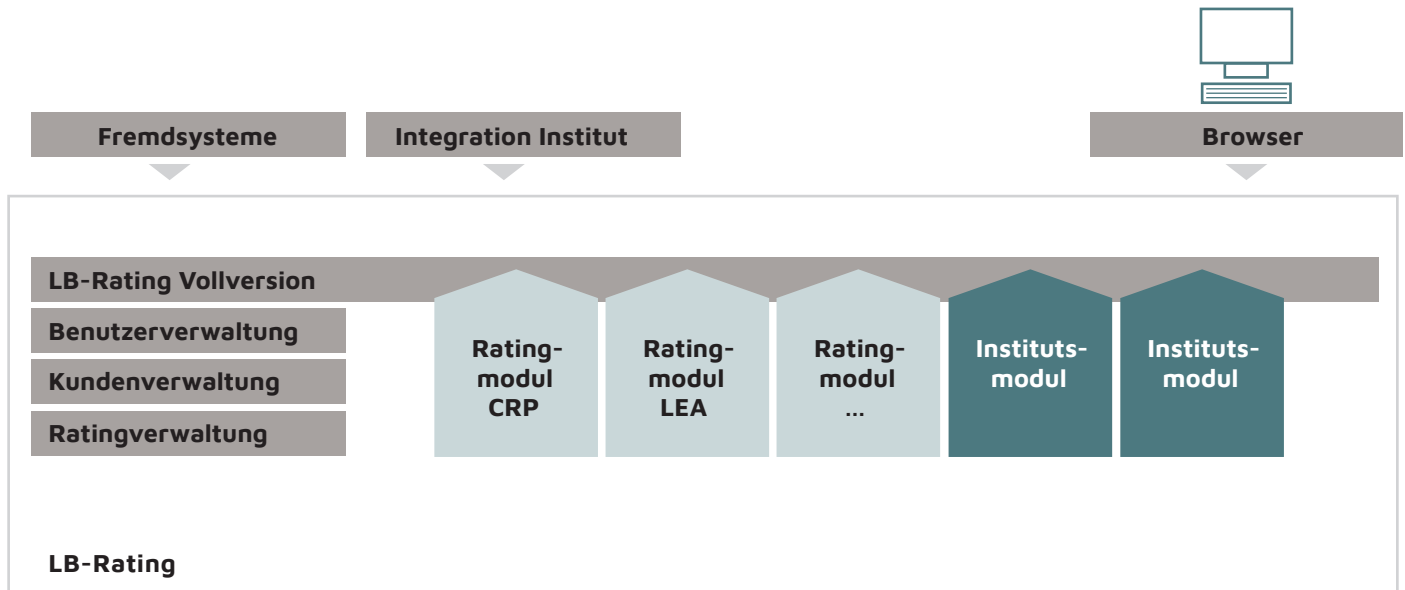 Fremdsysteme
Integration Institut
Browser
LB-Rating Vollversion
Benutzerverwaltung
Kundenverwaltung
Ratingverwaltung
Rating-
modul
CRP
Rating-
modul
LEA
Rating-
modul
...
Instituts-
modul
Instituts-
modul
LB-Rating